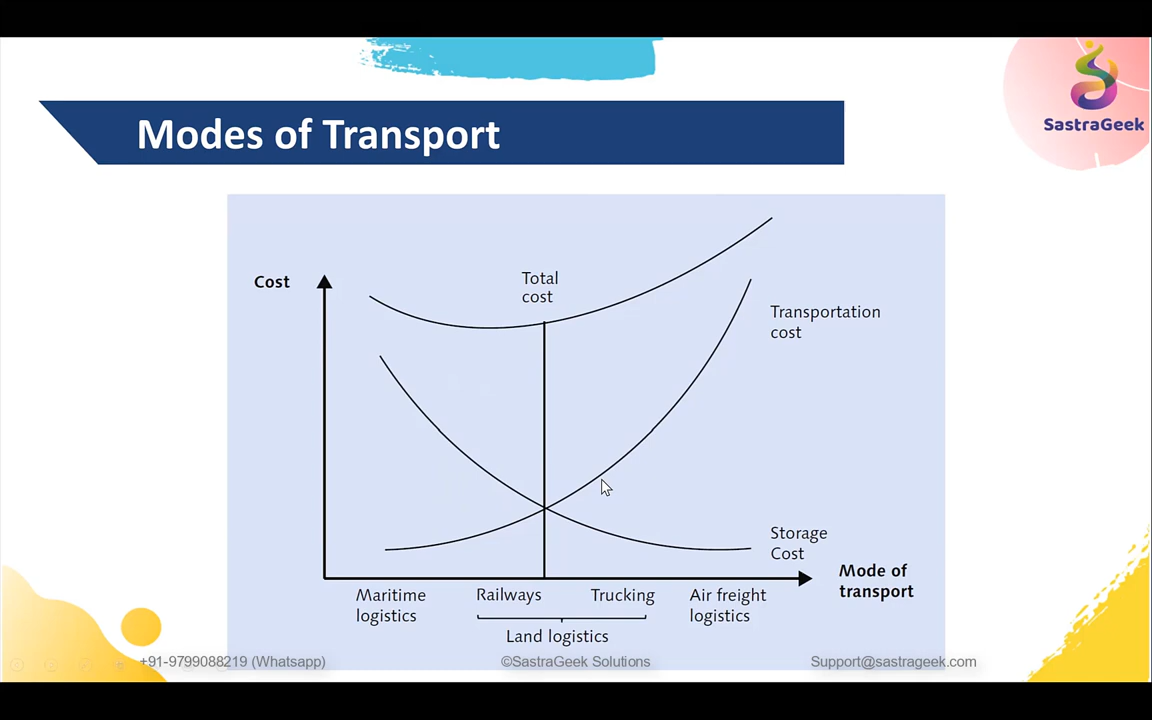 SastraGeek
Modes of Transport
Cost
Total
cost
Transportation
cost
Storage
Cost
Mode of
transport
Maritime
logistics
Railways
Trucking
Air freight
logistics
Land logistics
+91-9799088219 (Whatsapp)
©SastraGeek Solutions
Support@sastrageek.com